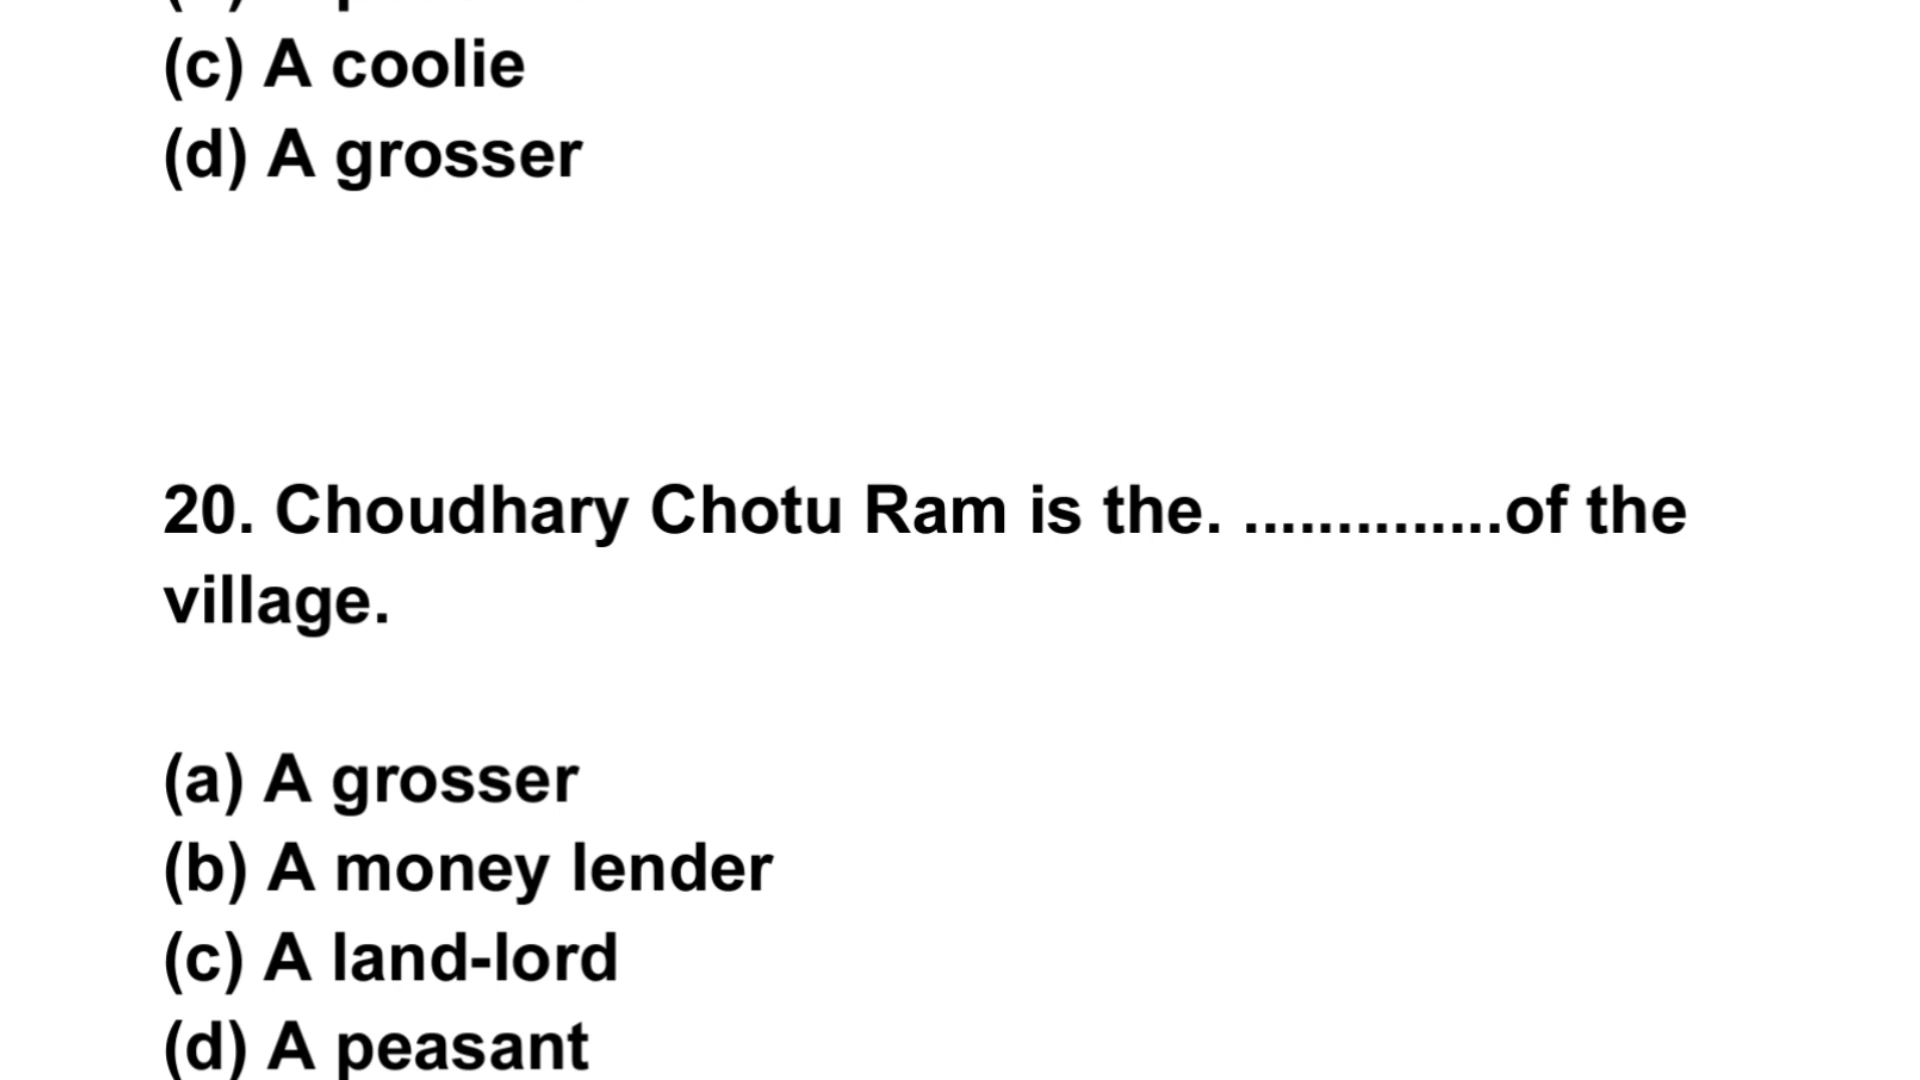 (c) A coolie
(d) A grosser
20. Choudhary Chotu Ram is the. ..............of the
village.
(a) A grosser
(b) A money lender
(c) A land-lord
(d) A peasant